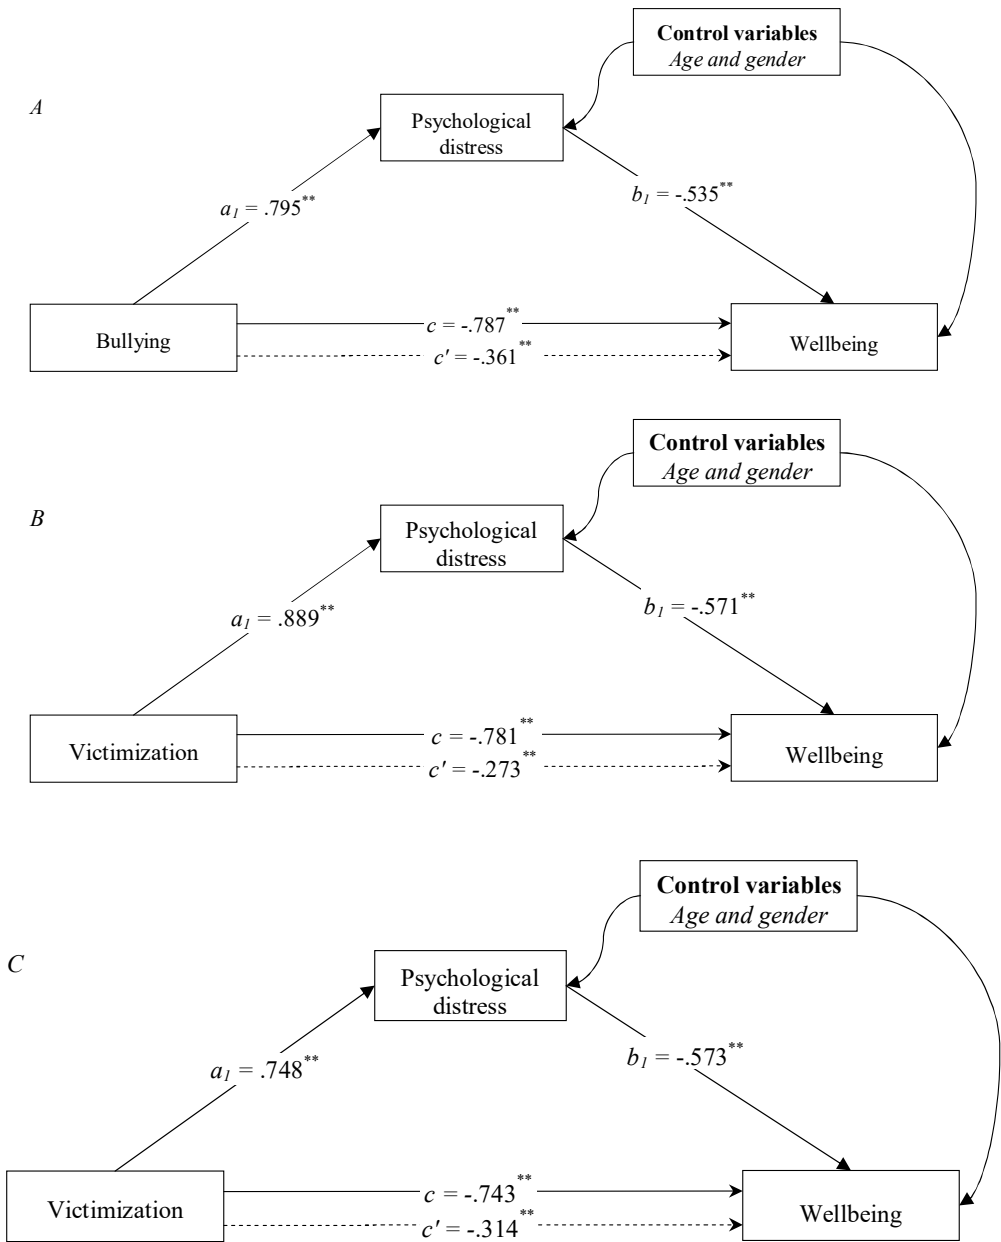 Control variables
Age and gender
A
Psychological
distress
a1 = .795**
b1 = -.535**
Bullying
c = -.787**
c′ = -.361**
Wellbeing
Control variables
Age and gender
B
Psychological
distress
a1 = .889**
b1 = -.571**
Victimization
c = -.781**
c′ = -.273**
Wellbeing
Control variables
Age and gender
C
Psychological
distress
a1 = .748**
b1 = -.573**
Victimization
c = -.743**
c′ = -.314**
Wellbeing